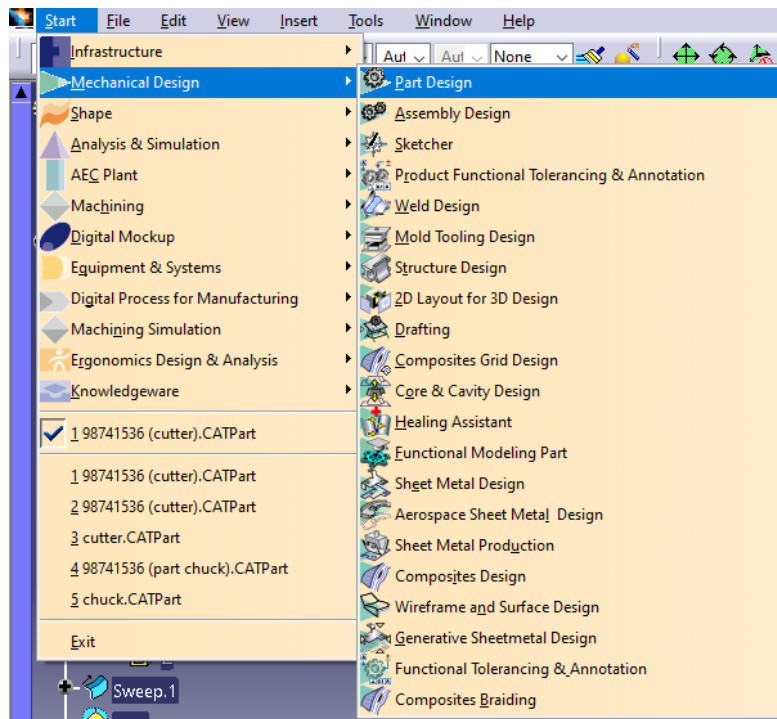 Start File Edit View Insert Tools Window Help
Infrastructure
Aut Aut None
Mechanical Design
Part Design
Shape
Assembly Design
Analysis & Simulation
Sketcher
AEC Plant
Product Functional Tolerancing & Annotation
Machining
Weld Design
Digital Mockup
Mold Tooling Design
Equipment & Systems
Structure Design
Digital Process for Manufacturing
2D Layout for 3D Design
Machining Simulation
Drafting
Ergonomics Design & Analysis
Composites Grid Design
Knowledgeware
Core & Cavity Design
Healing Assistant
1 98741536 (cutter).CATPart
Functional Modeling Part
1 98741536 (cutter).CATPart
Sheet Metal Design
2 98741536 (cutter).CATPart
Aerospace Sheet Metal Design
3 cutter.CATPart
Sheet Metal Production
4 98741536 (part chuck).CATPart
Composites Design
5 chuck.CATPart
Wireframe and Surface Design
Exit
Generative Sheetmetal Design
Functional Tolerancing & Annotation
Sweep.1
Composites Braiding